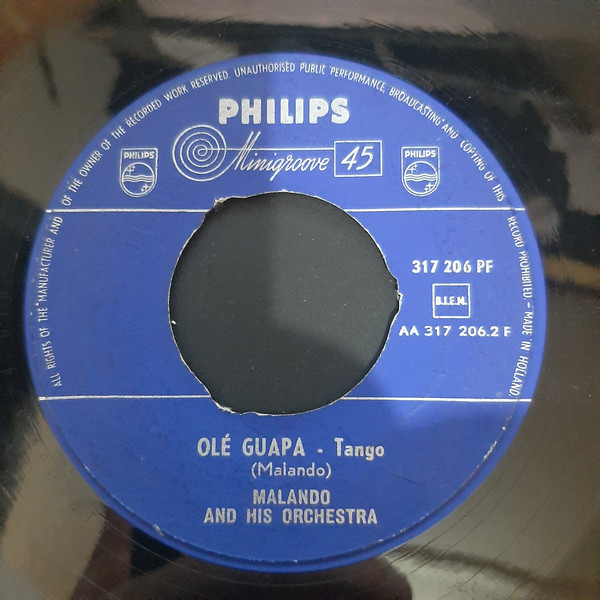 ALL RIGHTS OF THE MANUFACTURER AND OF THE OWNER OF THE RECORDED WORK RESERVED. UNAUTHORISED PUBLIC PERFORMANCE, BROADCASTING AND COPYING OF THIS RECORD PROHIBITED - MADE IN HOLLAND
PHILIPS
Minigroove 45
PHILIPS
PHILIPS
317 206 PF
B.I.E.M.
AA 317 206.2 F
OLÉ GUAPA - Tango
(Malando)
MALANDO
AND HIS ORCHESTRA